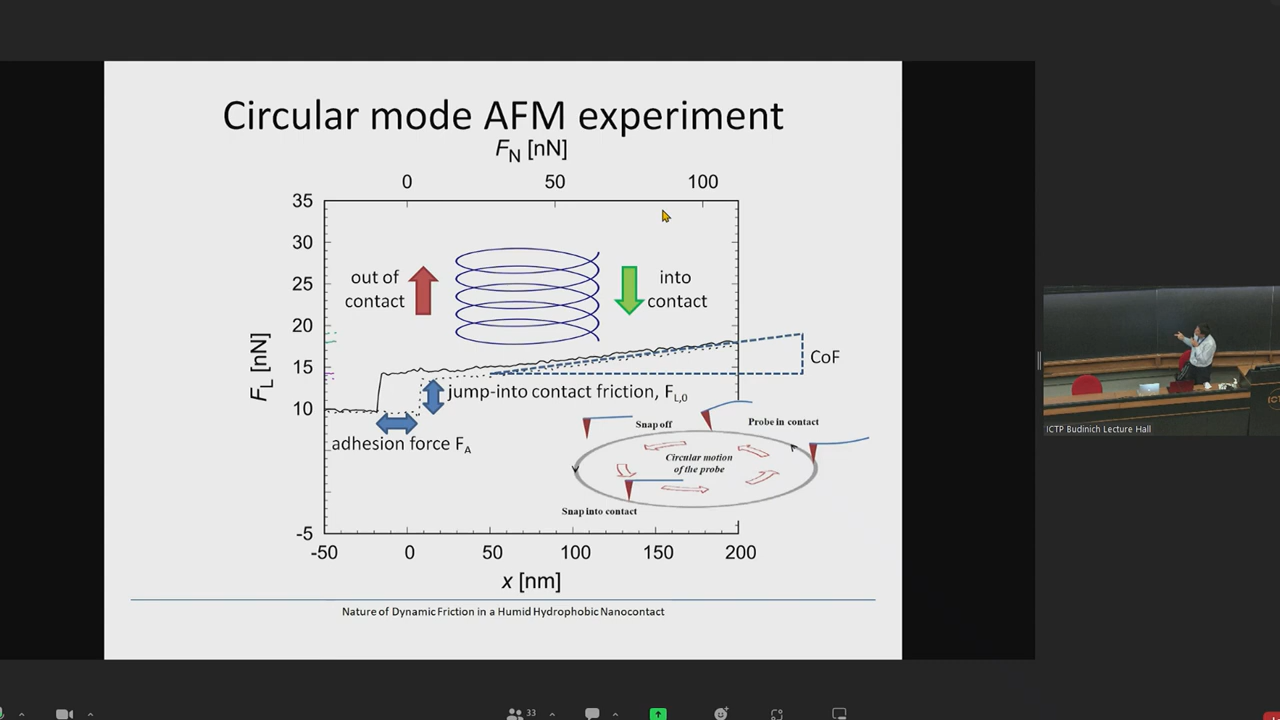 Circular mode AFM experiment
F_N [nN]
0 50 100
35
30
25
20
15
10
-5
F_L [nN]
out of
contact
into
contact
CoF
jump-into contact friction, F_L,0
adhesion force F_A
Snap off
Probe in contact
Circular motion
of the probe
Snap into contact
-50 0 50 100 150 200
x [nm]
Nature of Dynamic Friction in a Humid Hydrophobic Nanocontact
ICTP Budinich Lecture Hall
33